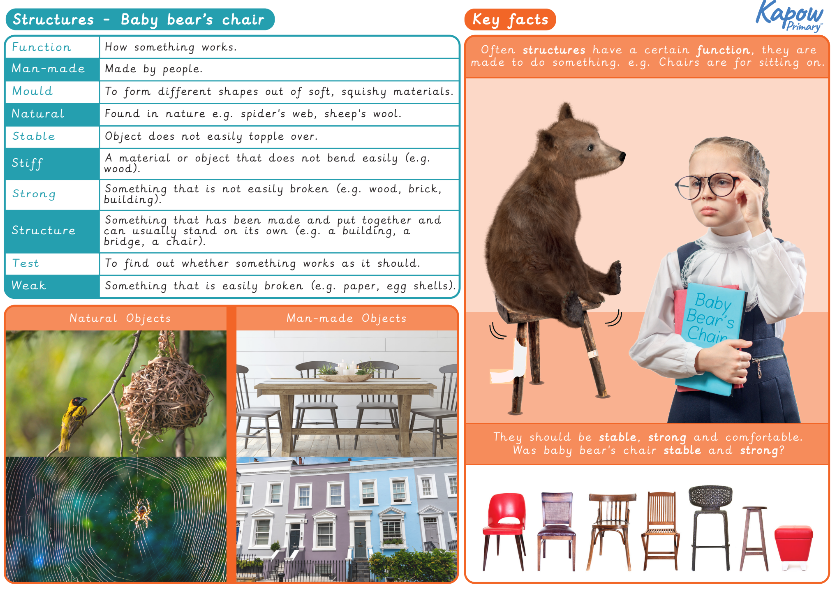 Structures - Baby bear's chair
Function How something works.
Man-made Made by people.
Mould To form different shapes out of soft, squishy materials.
Natural Found in nature e.g. spider's web, sheep's wool.
Stable Object does not easily topple over.
Stiff A material or object that does not bend easily (e.g.
wood).
Strong Something that is not easily broken (e.g. wood, brick,
building).
Structure Something that has been made and put together and
can usually stand on its own (e.g. a building, a
bridge, a chair).
Test To find out whether something works as it should.
Weak Something that is easily broken (e.g. paper, egg shells).
Natural Objects
Man-made Objects
Key facts
Kapow
Primary
Often structures have a certain function, they are
made to do something. e.g. Chairs are for sitting on.
Baby
Bear's
Chair
They should be stable, strong and comfortable.
Was baby bear's chair stable and strong?